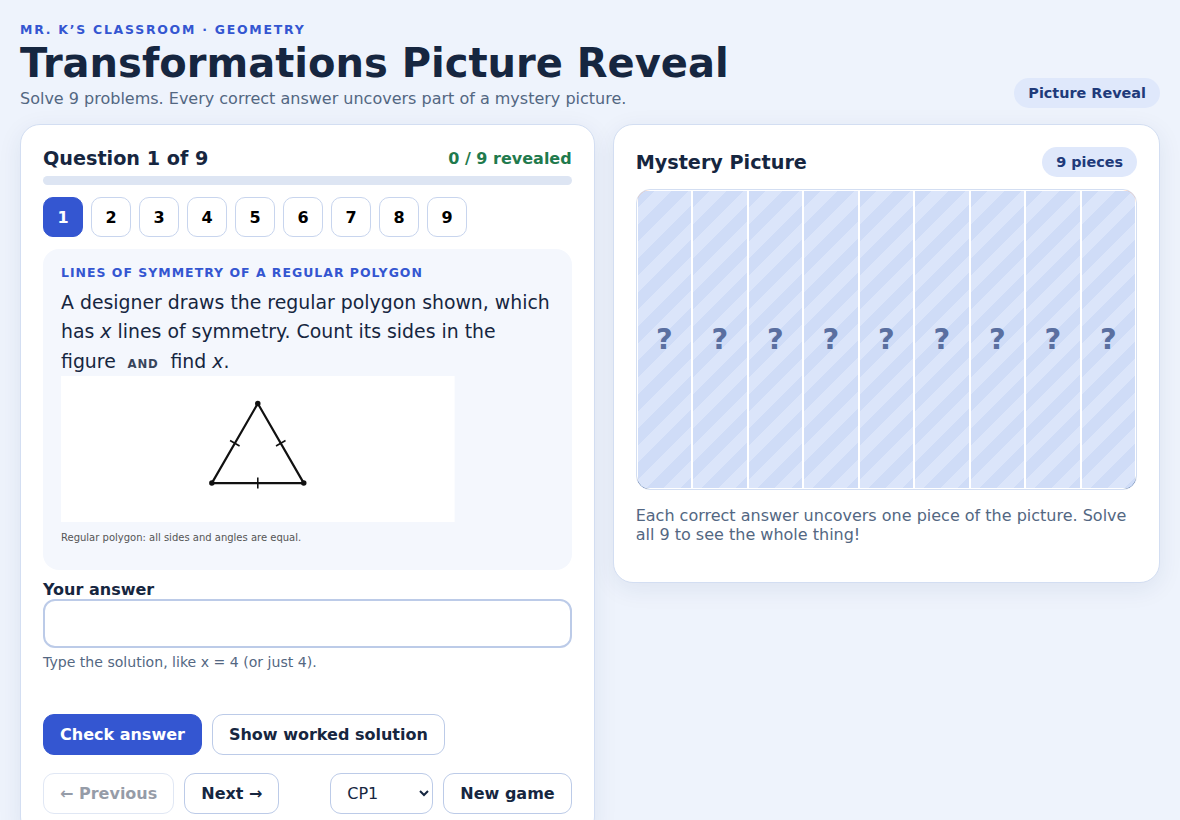 MR. K’S CLASSROOM · GEOMETRY
Transformations Picture Reveal
Solve 9 problems. Every correct answer uncovers part of a mystery picture.
Picture Reveal
Question 1 of 9
0 / 9 revealed
1 2 3 4 5 6 7 8 9
LINES OF SYMMETRY OF A REGULAR POLYGON
A designer draws the regular polygon shown, which
has x lines of symmetry. Count its sides in the
figure AND find x.
Regular polygon: all sides and angles are equal.
Your answer
Type the solution, like x = 4 (or just 4).
Check answer
Show worked solution
← Previous
Next →
CP1
New game
Mystery Picture
9 pieces
? ? ? ? ? ? ? ? ?
Each correct answer uncovers one piece of the picture. Solve
all 9 to see the whole thing!